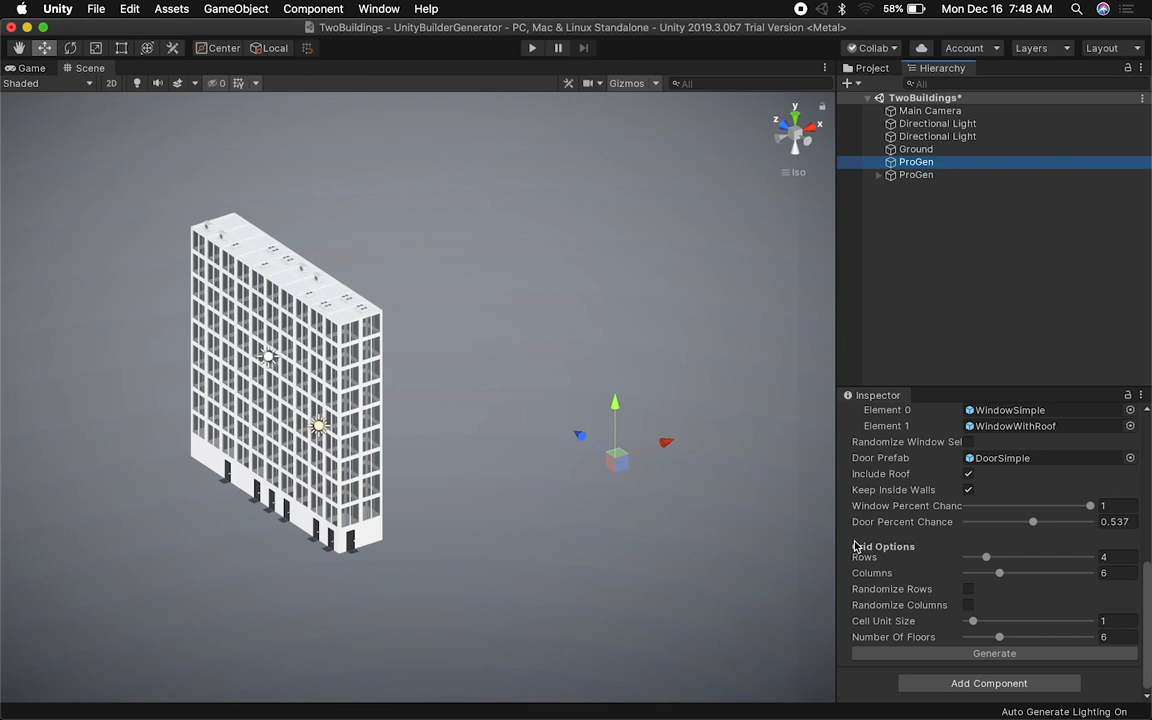 Unity File Edit Assets GameObject Component Window Help 58% Mon Dec 16 7:48 AM
TwoBuildings - UnityBuilderGenerator - PC, Mac & Linux Standalone - Unity 2019.3.0b7 Trial Version <Metal>
Center Local Collab Account Layers Layout
Game Scene
Shaded 2D 0 Gizmos All
y
z x
Iso
Project Hierarchy
All
TwoBuildings*
Main Camera
Directional Light
Directional Light
Ground
ProGen
ProGen
Inspector
Element 0 WindowSimple
Element 1 WindowWithRoof
Randomize Window Sel
Door Prefab DoorSimple
Include Roof
Keep Inside Walls
Window Percent Chanc 1
Door Percent Chance 0.537
Grid Options
Rows 4
Columns 6
Randomize Rows
Randomize Columns
Cell Unit Size 1
Number Of Floors 6
Generate
Add Component
Auto Generate Lighting On